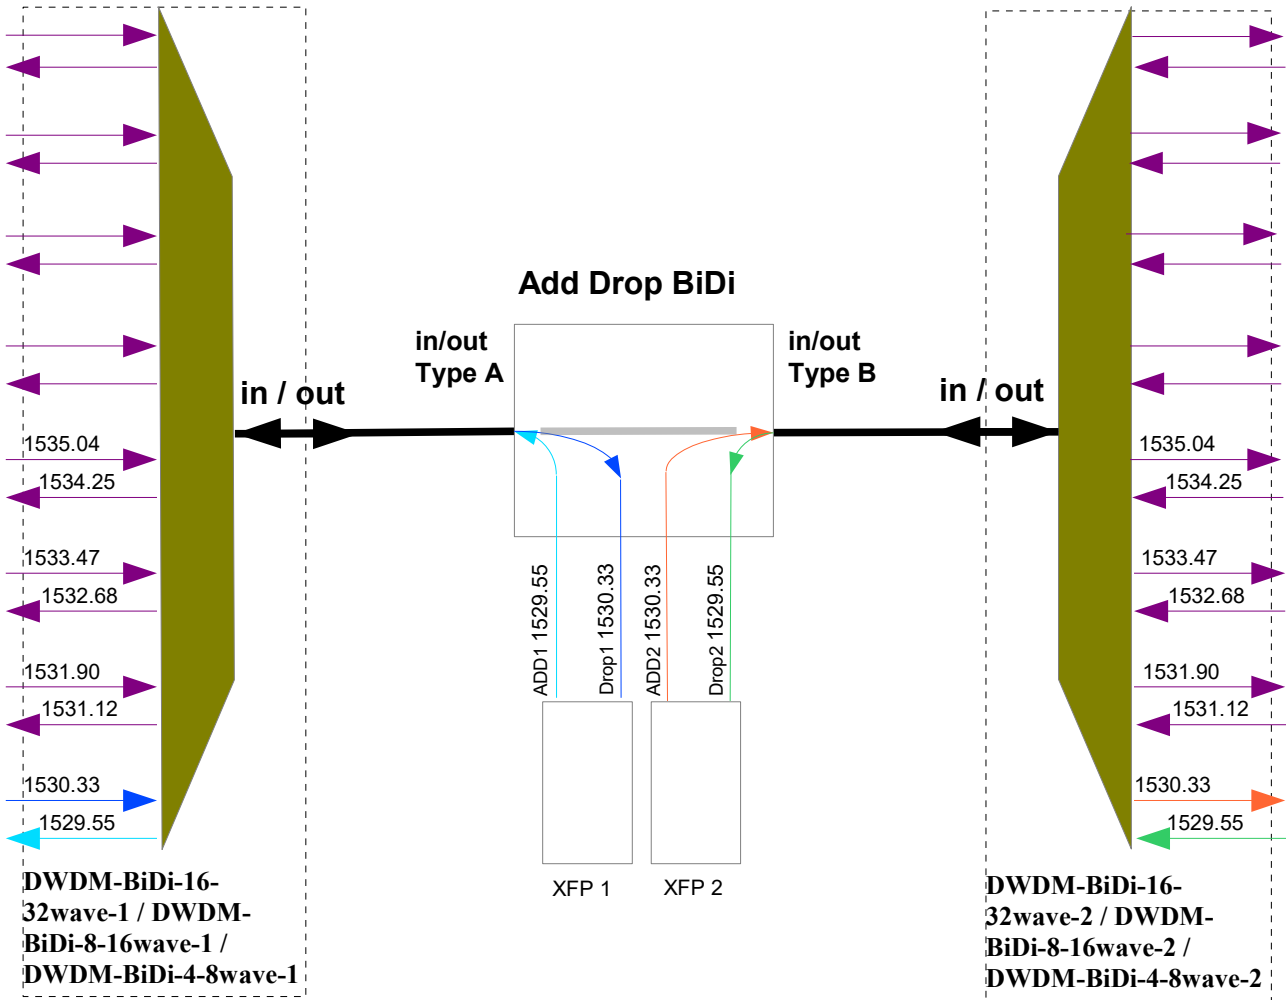 Add Drop BiDi
in/out
Type A
in/out
Type B
in / out
in / out
1535.04
1534.25
1533.47
1532.68
1531.90
1531.12
1530.33
1529.55
1535.04
1534.25
1533.47
1532.68
1531.90
1531.12
1530.33
1529.55
ADD1 1529.55
Drop1 1530.33
ADD2 1530.33
Drop2 1529.55
XFP 1
XFP 2
DWDM-BiDi-16-
32wave-1 / DWDM-
BiDi-8-16wave-1 /
DWDM-BiDi-4-8wave-1
DWDM-BiDi-16-
32wave-2 / DWDM-
BiDi-8-16wave-2 /
DWDM-BiDi-4-8wave-2